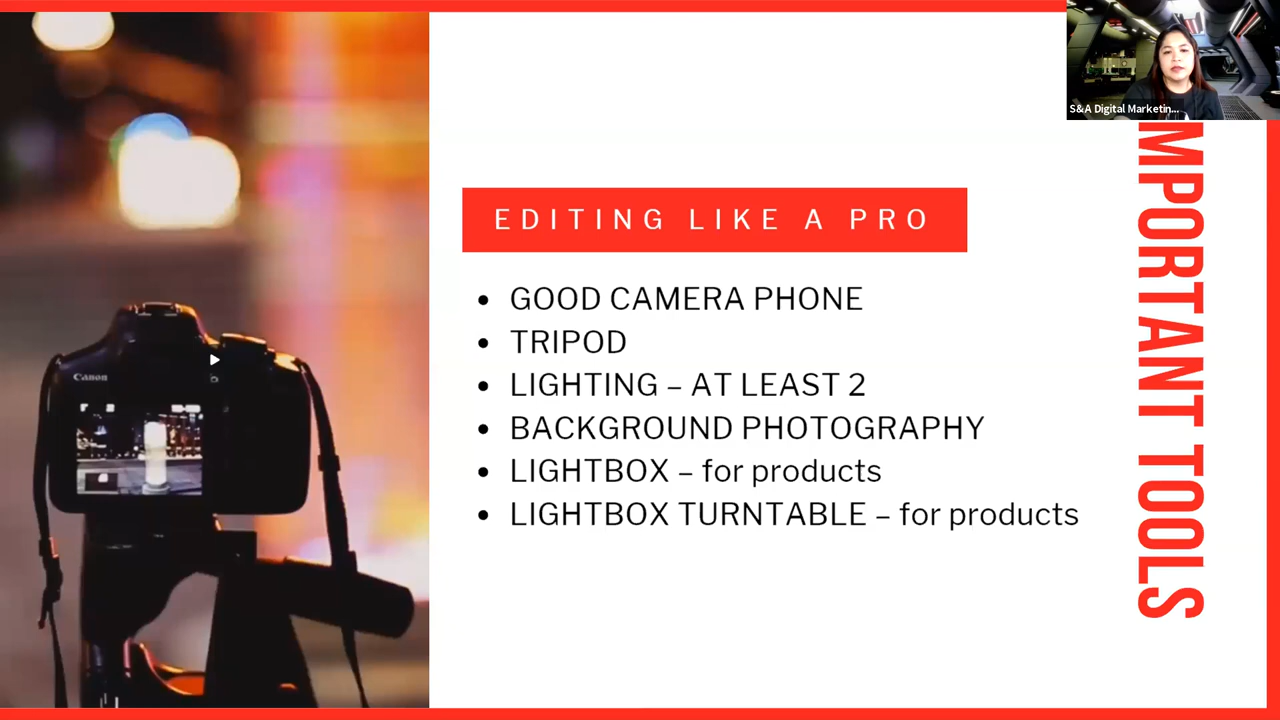 S&A Digital Marketin...
EDITING LIKE A PRO
• GOOD CAMERA PHONE
• TRIPOD
• LIGHTING – AT LEAST 2
• BACKGROUND PHOTOGRAPHY
• LIGHTBOX – for products
• LIGHTBOX TURNTABLE – for products
MPORTANT TOOLS
Canon